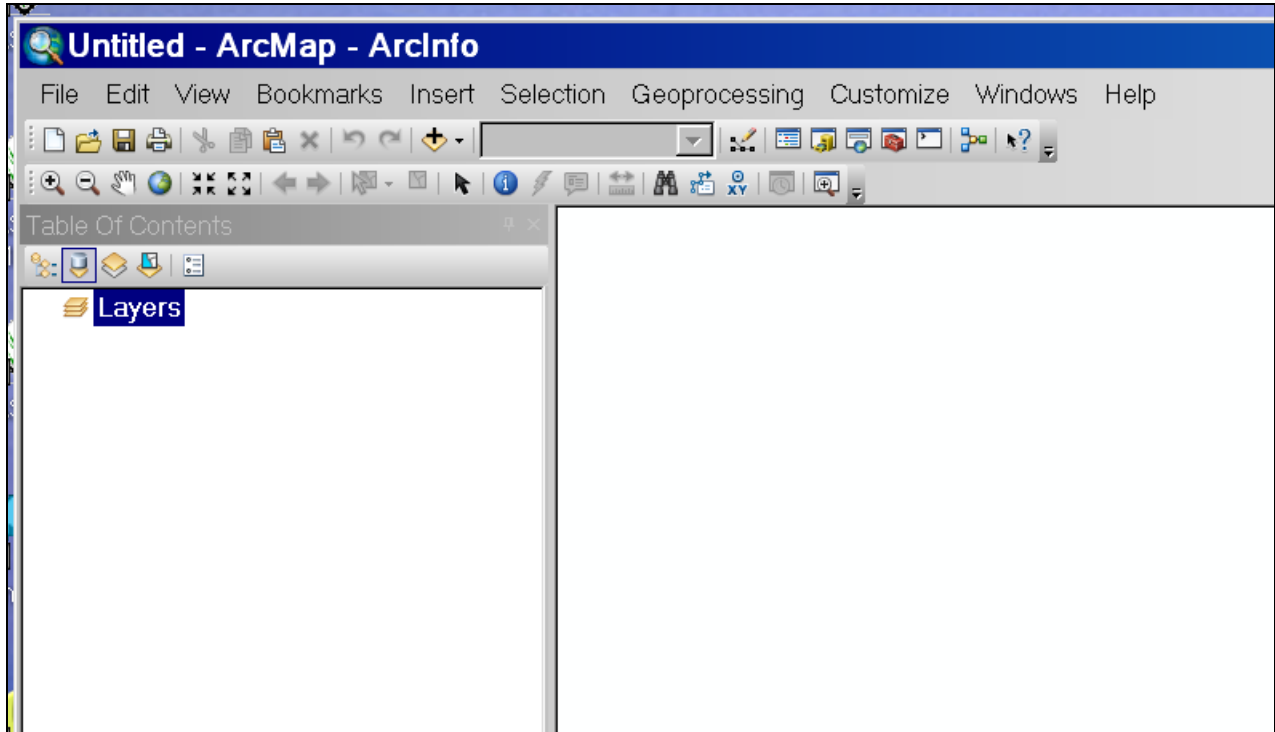 Untitled - ArcMap - ArcInfo
File Edit View Bookmarks Insert Selection Geoprocessing Customize Windows Help
Table Of Contents
Layers